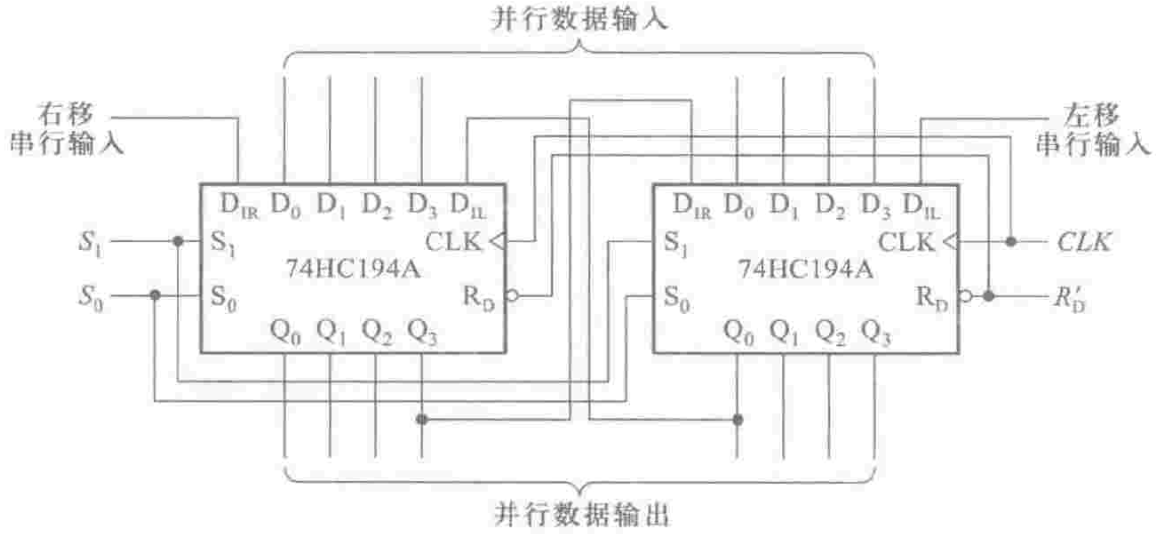 并行数据输入
右移
串行输入
左移
串行输入
D_IR D_0 D_1 D_2 D_3 D_IL
D_IR D_0 D_1 D_2 D_3 D_IL
S_1 S_1 CLK
S_1 CLK CLK
74HC194A
74HC194A
S_0 S_0 R_D
S_0 R_D R'_D
Q_0 Q_1 Q_2 Q_3
Q_0 Q_1 Q_2 Q_3
并行数据输出